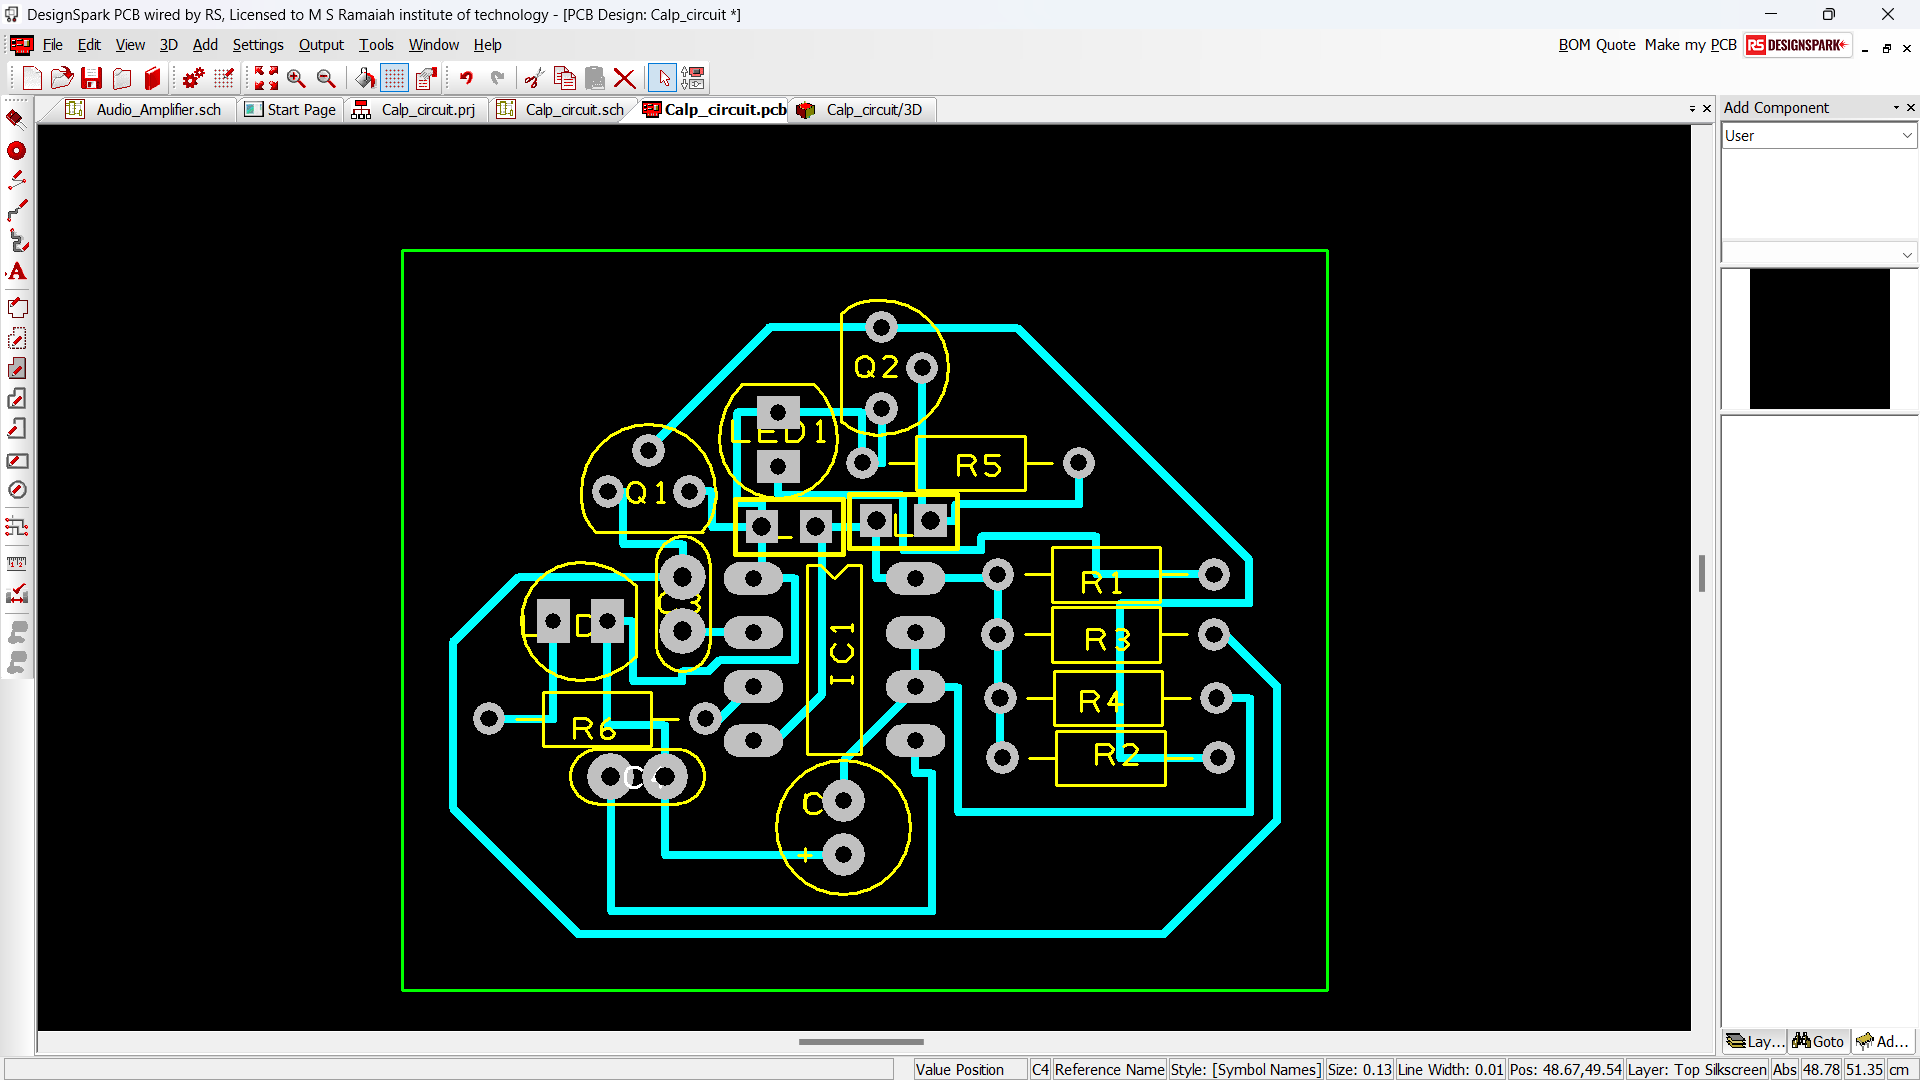 DesignSpark PCB wired by RS, Licensed to M S Ramaiah institute of technology - [PCB Design: Calp_circuit *]
File Edit View 3D Add Settings Output Tools Window Help
BOM Quote Make my PCB RS DESIGNSPARK
Audio_Amplifier.sch Start Page Calp_circuit.prj Calp_circuit.sch Calp_circuit.pcb Calp_circuit/3D
Add Component
User
Q2
LED1
R5
Q1
L
R1
C3
L D
IC1
R3
R4
R6
R2
C4
C
+
Lay... Goto Ad...
Value Position C4 Reference Name Style: [Symbol Names] Size: 0.13 Line Width: 0.01 Pos: 48.67,49.54 Layer: Top Silkscreen Abs 48.78 51.35 cm